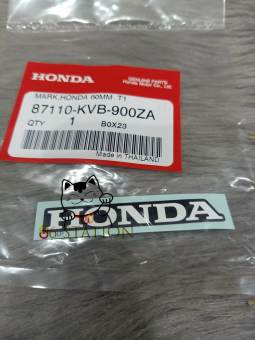 HONDA
GENUINE PARTS
Honda Motor Co., Ltd.
MARK,HONDA 60MM T1
87110-KVB-900ZA
QTY 1 B0X23
Made in THAILAND
HONDA
STATION